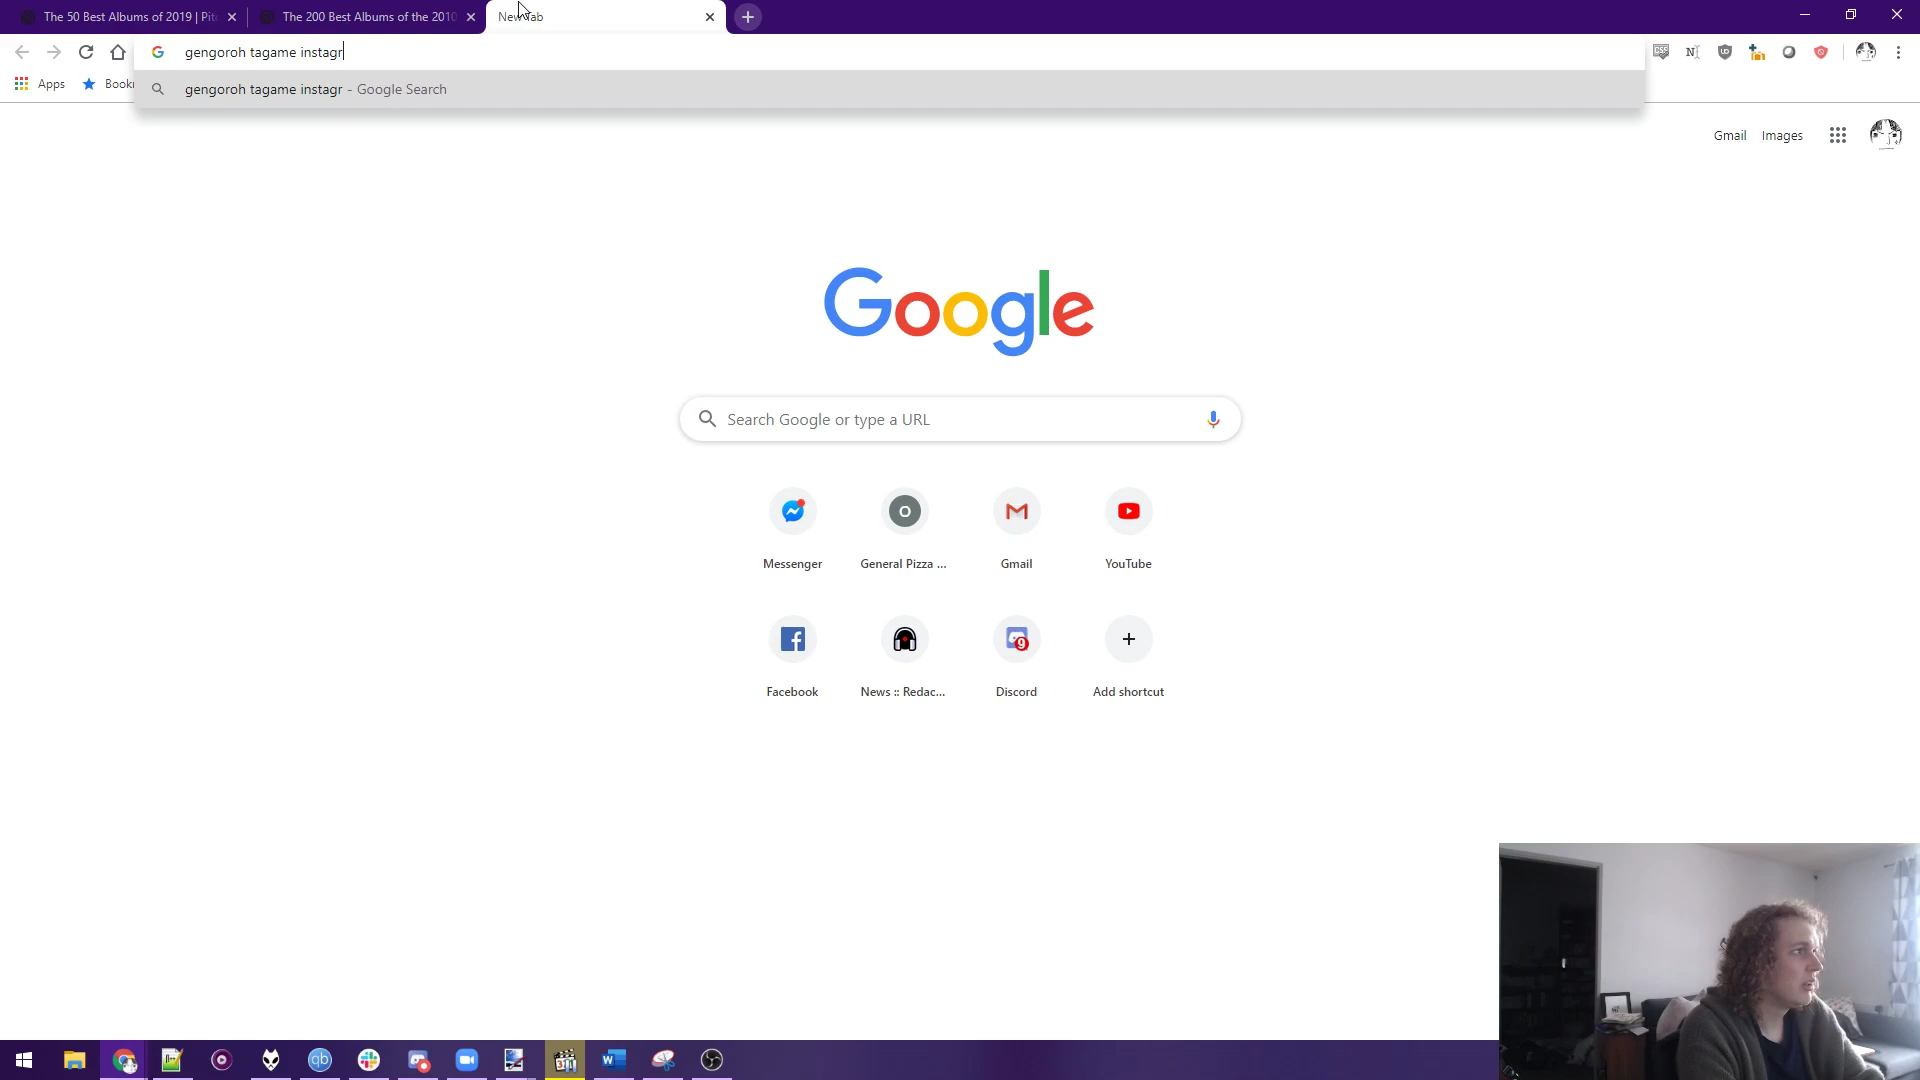 The 50 Best Albums of 2019 | Pit
The 200 Best Albums of the 2010
New Tab
gengoroh tagame instagr
Apps
Bookm
gengoroh tagame instagr - Google Search
Gmail
Images
Google
Search Google or type a URL
Messenger
General Pizza ...
Gmail
YouTube
Facebook
News :: Redac...
Discord
Add shortcut